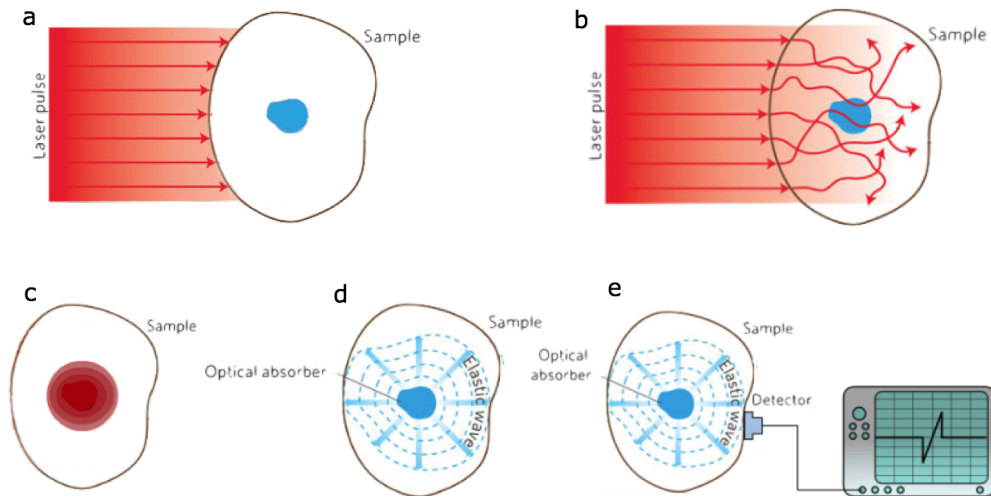 a
Sample
Laser pulse
b
Sample
Laser pulse
c
Sample
d
Sample
Optical absorber
Elastic wave
e
Sample
Optical
absorber
Elastic wave
Detector